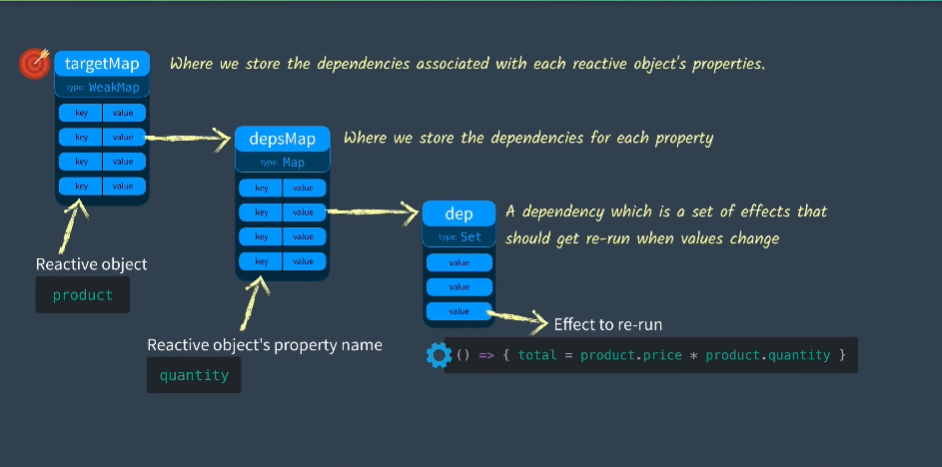 targetMap
Where we store the dependencies associated with each reactive object's properties.
type: WeakMap
key value
key value
key value
key value
depsMap
Where we store the dependencies for each property
type: Map
key value
key value
key value
key value
dep
A dependency which is a set of effects that
should get re-run when values change
type: Set
value
value
value
Reactive object
product
Effect to re-run
Reactive object's property name
quantity
() => { total = product.price * product.quantity }